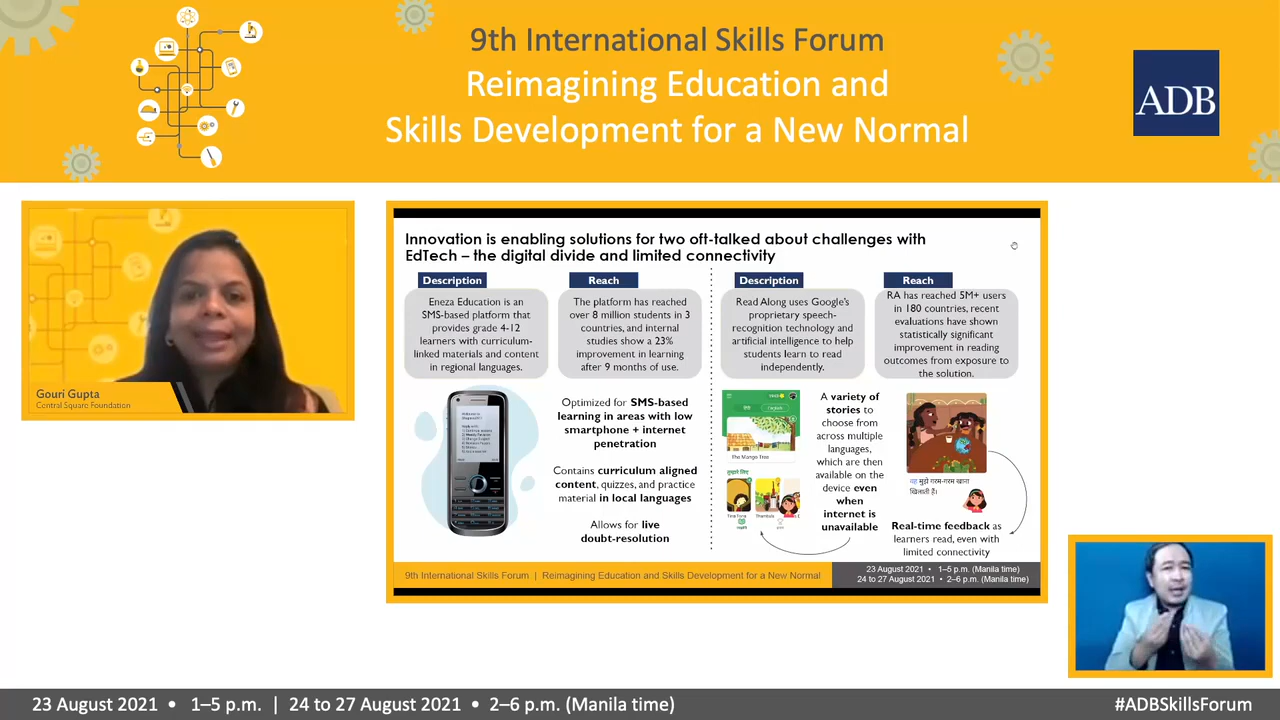 9th International Skills Forum
Reimagining Education and
Skills Development for a New Normal
ADB
Gouri Gupta
Central Square Foundation
Innovation is enabling solutions for two oft-talked about challenges with
EdTech – the digital divide and limited connectivity
Description
Eneza Education is an
SMS-based platform that
provides grade 4-12
learners with curriculum-
linked materials and content
in regional languages.
Reach
The platform has reached
over 8 million students in 3
countries, and internal
studies show a 23%
improvement in learning
after 9 months of use.
Optimized for SMS-based
learning in areas with low
smartphone + internet
penetration
Contains curriculum aligned
content, quizzes, and practice
material in local languages
Allows for live
doubt-resolution
Description
Read Along uses Google's
proprietary speech-
recognition technology and
artificial intelligence to help
students learn to read
independently.
Reach
RA has reached 5M+ users
in 180 countries, recent
evaluations have shown
statistically significant
improvement in reading
outcomes from exposure to
the solution.
The Mango Tree
तुम्हारे लिए
A variety of
stories to
choose from
across multiple
languages,
which are then
available on the
device even
when
internet is
unavailable
वह मुझे गरम-गरम खाना
खिलाती हैं।
Real-time feedback as
learners read, even with
limited connectivity
9th International Skills Forum | Reimagining Education and Skills Development for a New Normal
23 August 2021 • 1–5 p.m. (Manila time)
24 to 27 August 2021 • 2–6 p.m. (Manila time)
23 August 2021 • 1–5 p.m. | 24 to 27 August 2021 • 2–6 p.m. (Manila time)
#ADBSkillsForum